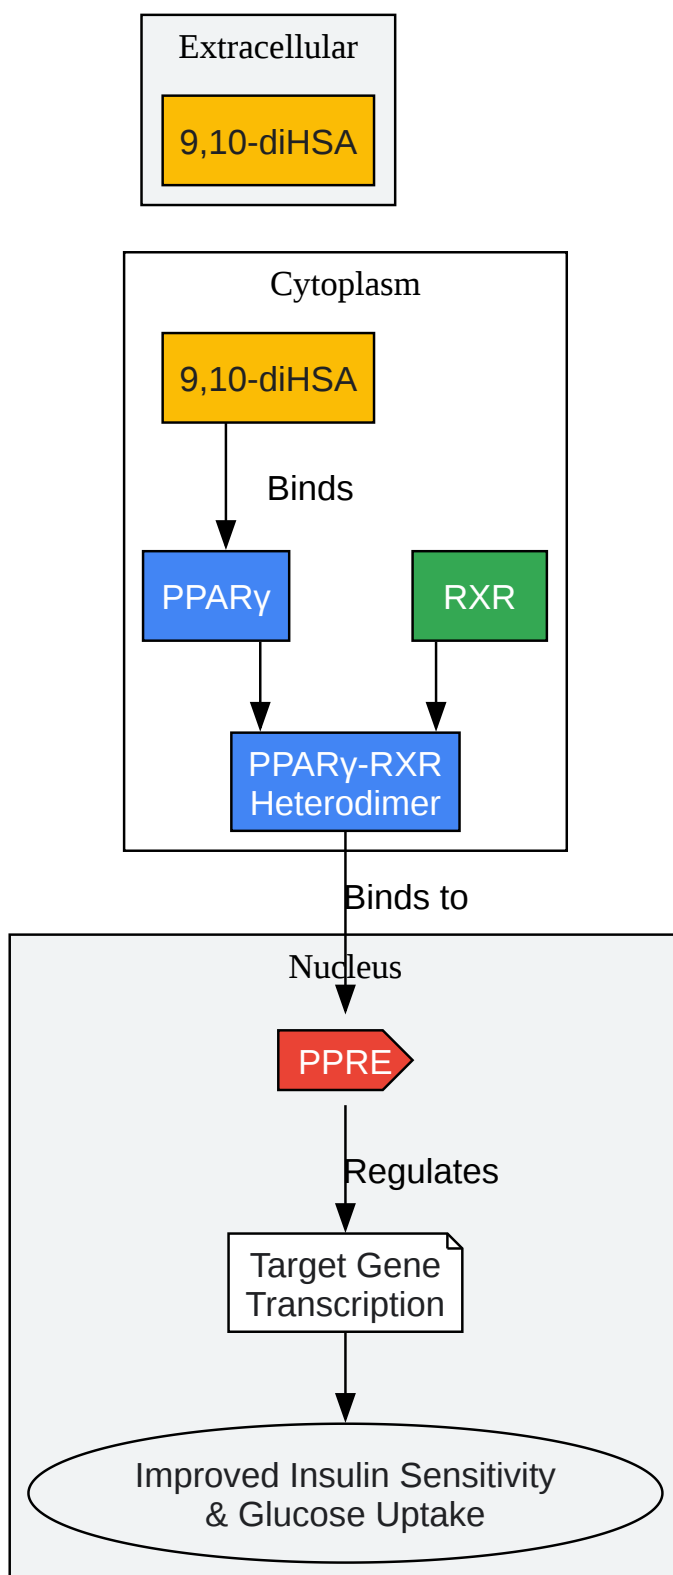 Extracellular
9,10-diHSA
Cytoplasm
9,10-diHSA
Binds
PPARγ
RXR
PPARγ-RXR
Heterodimer
Binds to
Nucleus
PPRE
Regulates
Target Gene
Transcription
Improved Insulin Sensitivity
& Glucose Uptake